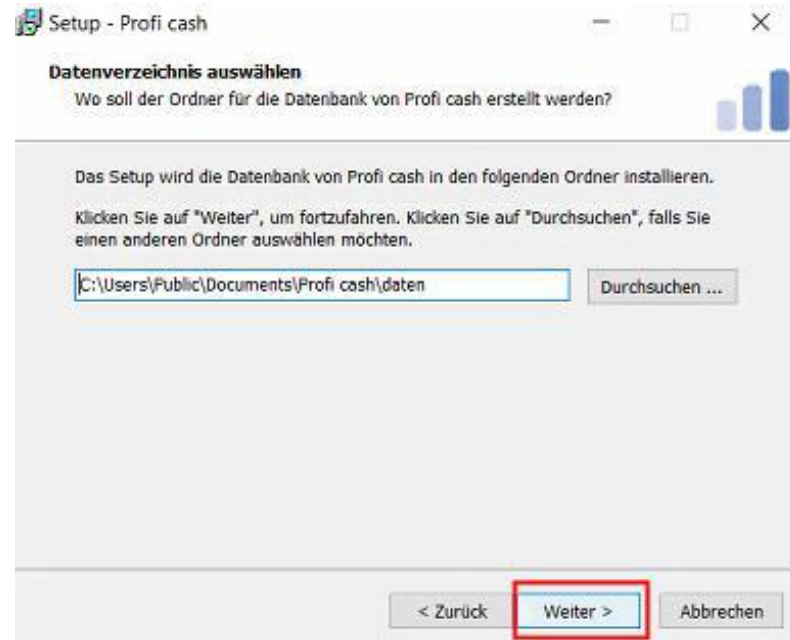 Setup - Profi cash
Datenverzeichnis auswählen
Wo soll der Ordner für die Datenbank von Profi cash erstellt werden?
Das Setup wird die Datenbank von Profi cash in den folgenden Ordner installieren.
Klicken Sie auf "Weiter", um fortzufahren. Klicken Sie auf "Durchsuchen", falls Sie
einen anderen Ordner auswählen möchten.
C:\Users\Public\Documents\Profi cash\daten
Durchsuchen ...
< Zurück
Weiter >
Abbrechen